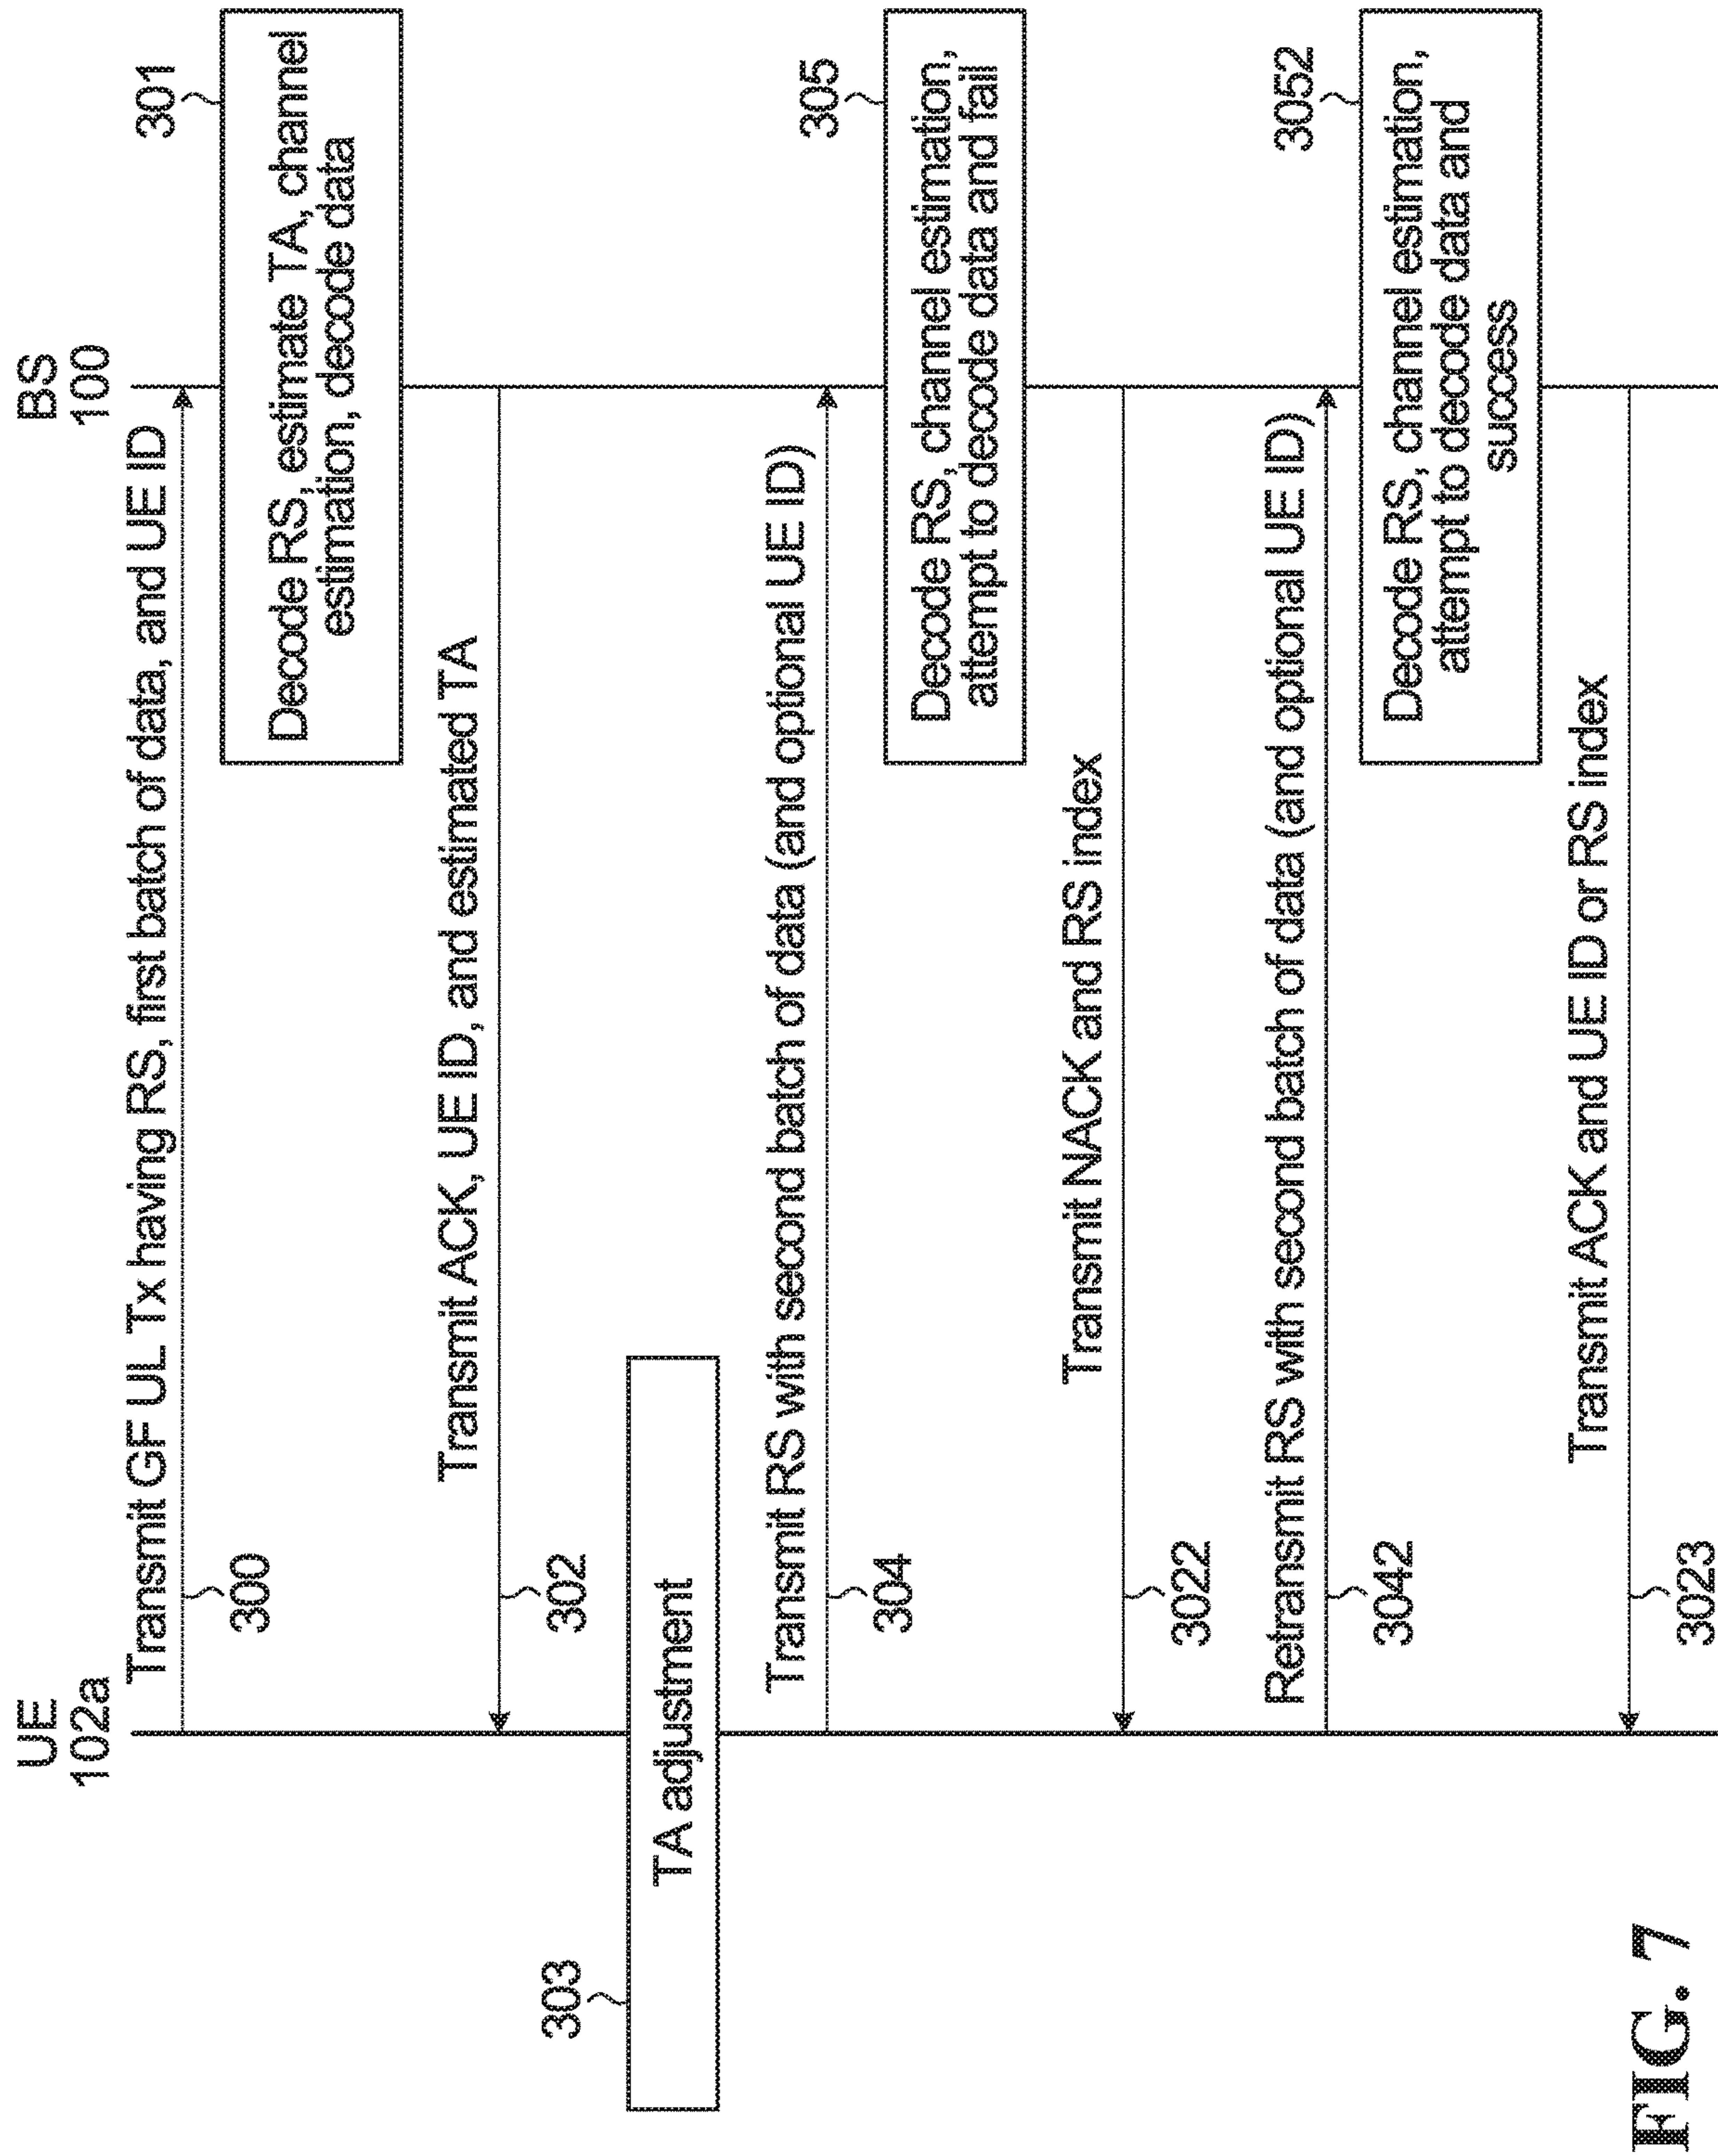 UE
102a
BS
100
Transmit GF UL Tx having RS, first batch of data, and UE ID
300
301
Decode RS, estimate TA, channel
estimation, decode data
Transmit ACK, UE ID, and estimated TA
302
303
TA adjustment
Transmit RS with second batch of data (and optional UE ID)
304
305
Decode RS, channel estimation,
attempt to decode data and fail
Transmit NACK and RS index
3022
Retransmit RS with second batch of data (and optional UE ID)
3042
3052
Decode RS, channel estimation,
attempt to decode data and
success
Transmit ACK and UE ID or RS index
3023
FIG. 7